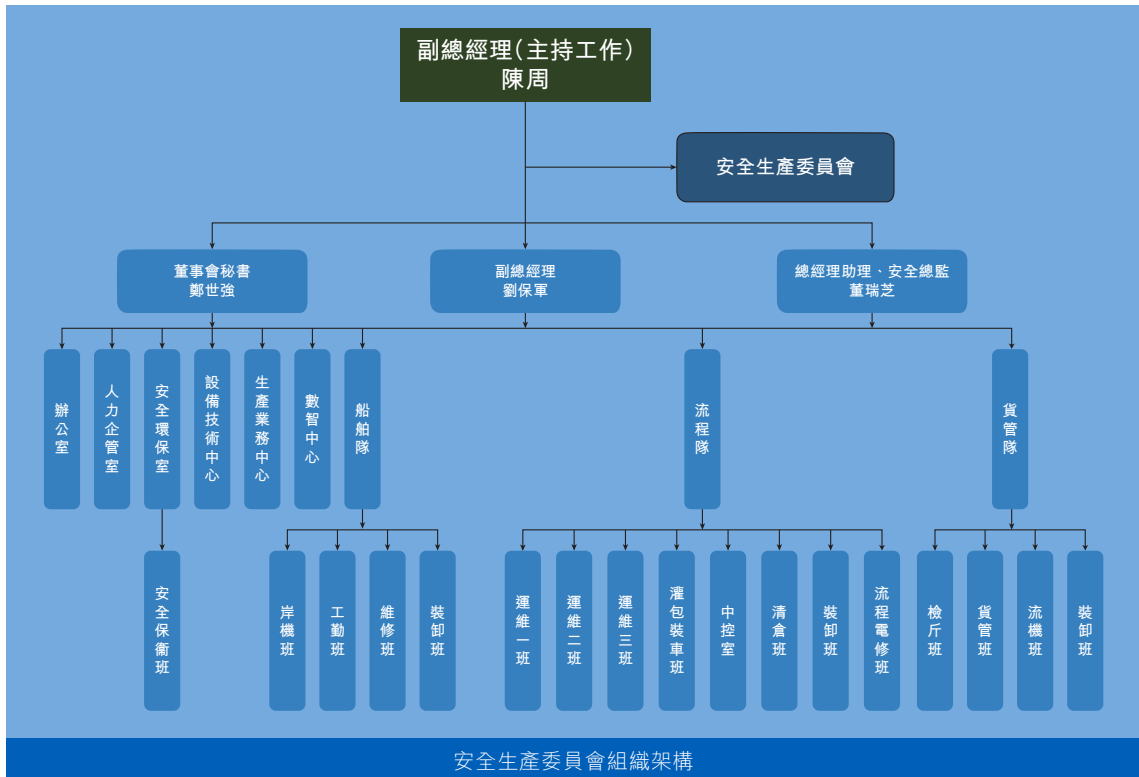 副總經理（主持工作）
陳周
安全生產委員會
董事會秘書
鄭世強
副總經理
劉保軍
總經理助理、安全總監
董瑞芝
辦公室
人力企管室
安全環保室
設備技術中心
生產業務中心
數智中心
船舶隊
流程隊
貨管隊
安全保衞班
岸機班
工勤班
維修班
裝卸班
運維一班
運維二班
運維三班
灌包裝車班
中控室
清倉班
裝卸班
流程電修班
檢斤班
貨管班
流機班
裝卸班
安全生產委員會組織架構